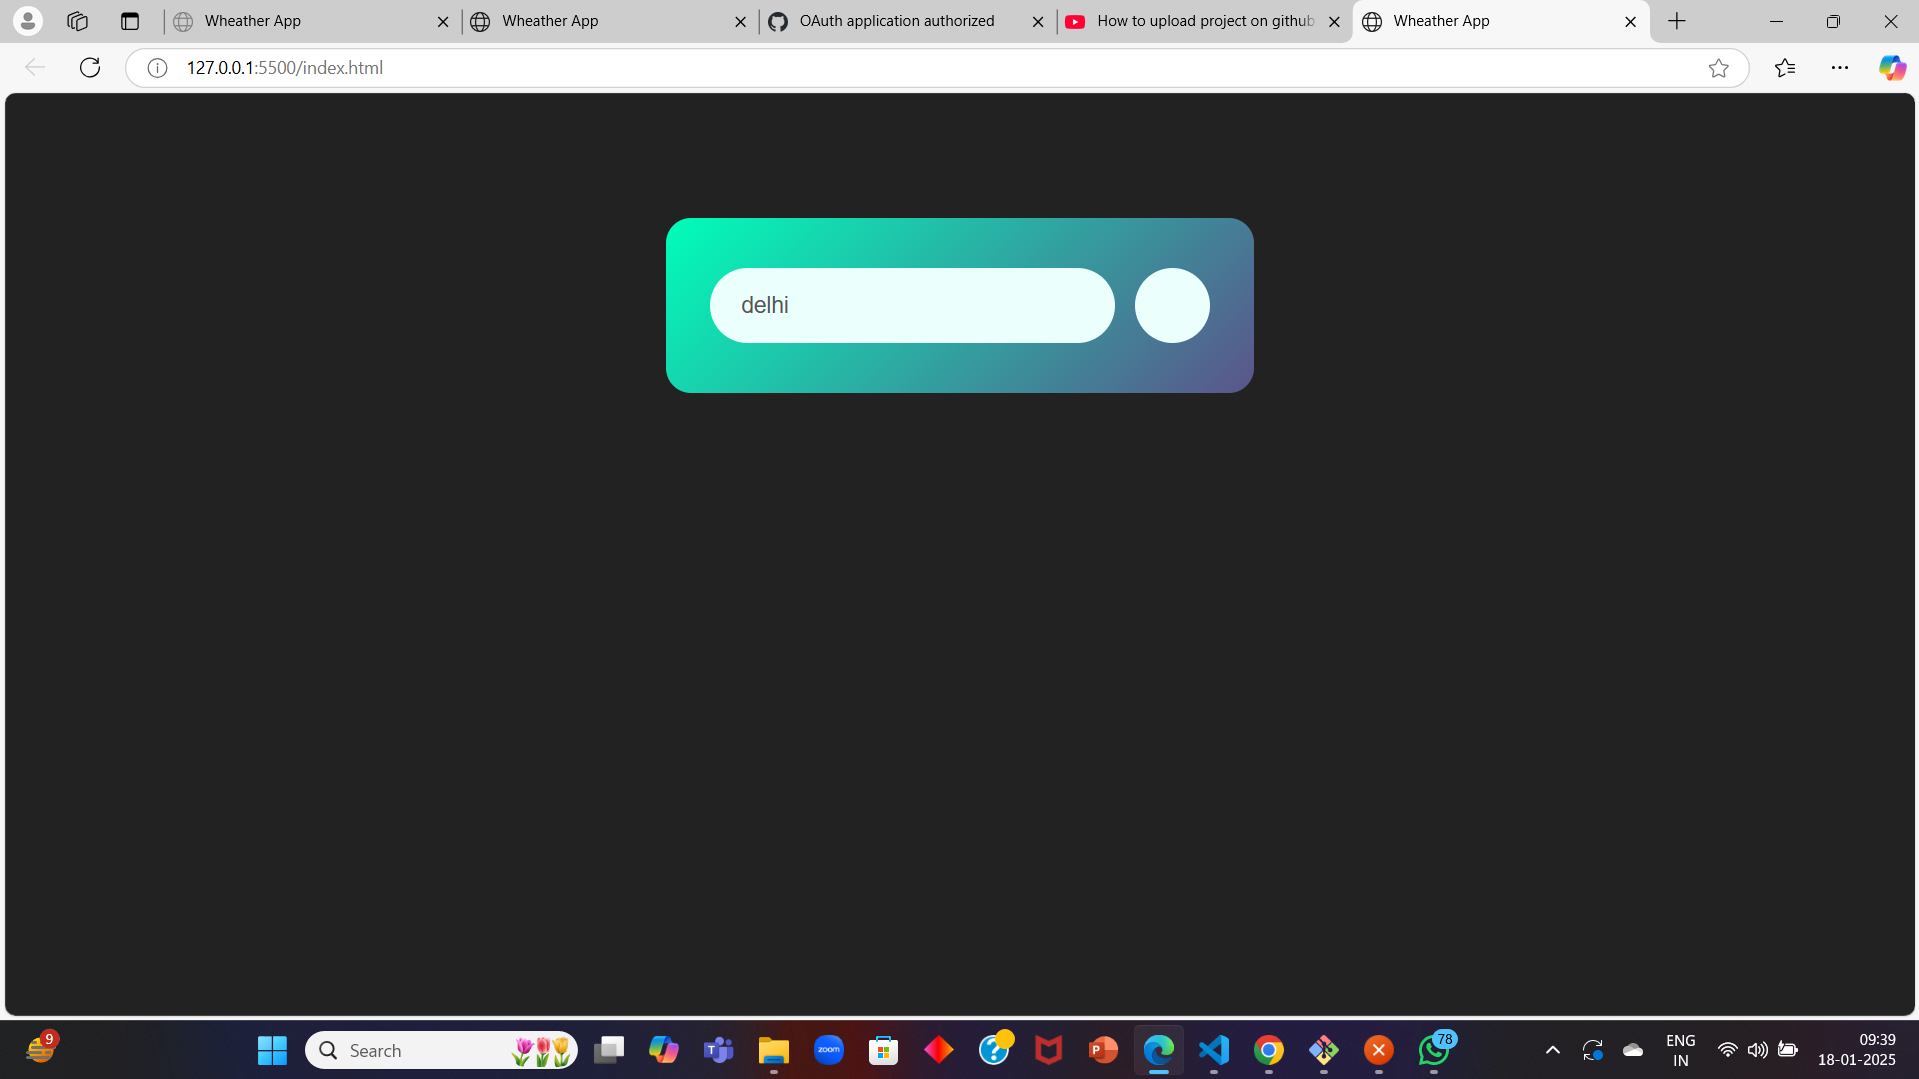 Wheather App
Wheather App
OAuth application authorized
How to upload project on github
Wheather App
127.0.0.1:5500/index.html
delhi
9
Search
T
zoom
P
78
ENG
IN
09:39
18-01-2025